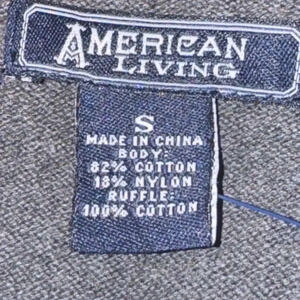 AMERICAN
LIVING
S
MADE IN CHINA
BODY:
82% COTTON
18% NYLON
RUFFLE:
100% COTTON